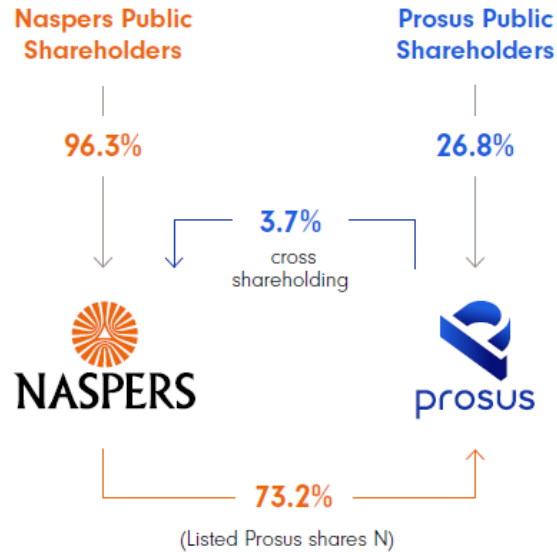 Naspers Public
Shareholders
Prosus Public
Shareholders
96.3%
26.8%
3.7%
cross
shareholding
NASPERS
prosus
73.2%
(Listed Prosus shares N)